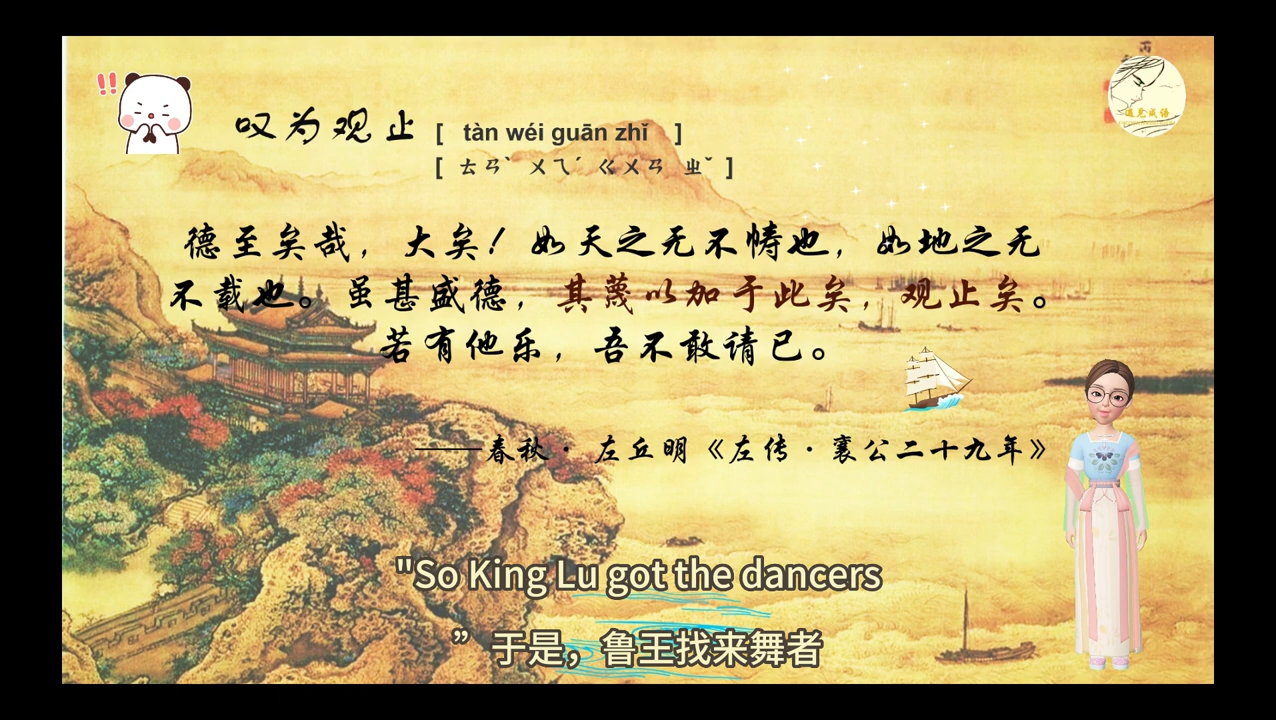 叹为观止 [ tàn wéi guān zhǐ ]
[ ㄊㄢˋ ㄨㄟˊ ㄍㄨㄢ ㄓˇ ]
德至矣哉，大矣！如天之无不帱也，如地之无
不载也。虽甚盛德，其蔑以加于此矣，观止矣。
若有他乐，吾不敢请已。
——春秋· 左丘明《左传·襄公二十九年》
"So King Lu got the dancers
”于是，鲁王找来舞者